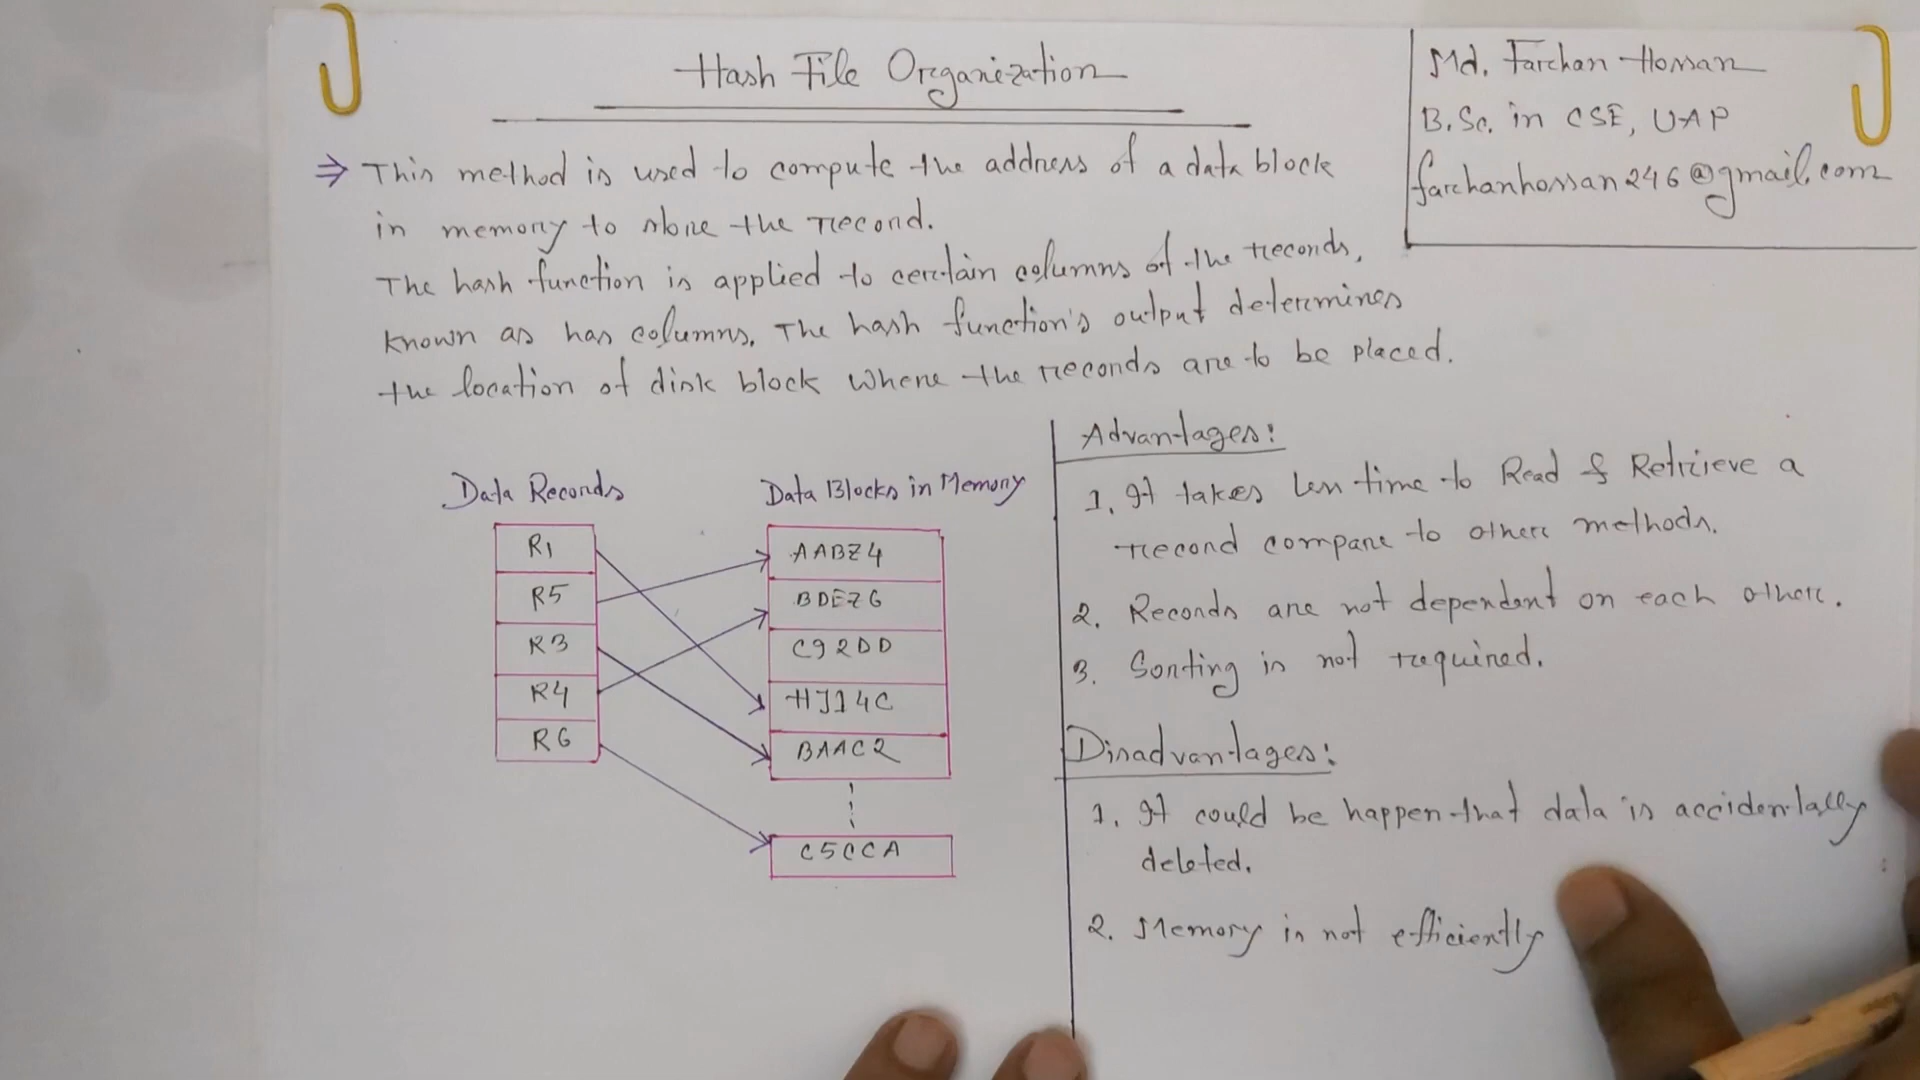 Hash File Organization
Md. Farhan Hossan
B.Sc. in CSE, UAP
farhanhossan246@gmail.com
⇒ This method is used to compute the address of a data block
in memory to store the record.
The hash function is applied to certain columns of the records,
known as has columns. The hash function's output determines
the location of disk block where the records are to be placed.
Data Records
R1
R5
R3
R4
R6
Data Blocks in Memory
AABZ4
BDEZ6
C92DD
HJ14C
BAAC2
C5CCA
Advantages:
1. It takes less time to Read & Retrieve a
record compare to other methods.
2. Records are not dependent on each other.
3. Sorting is not required.
Disadvantages:
1. It could be happen that data is accidentally
deleted.
2. Memory is not efficiently